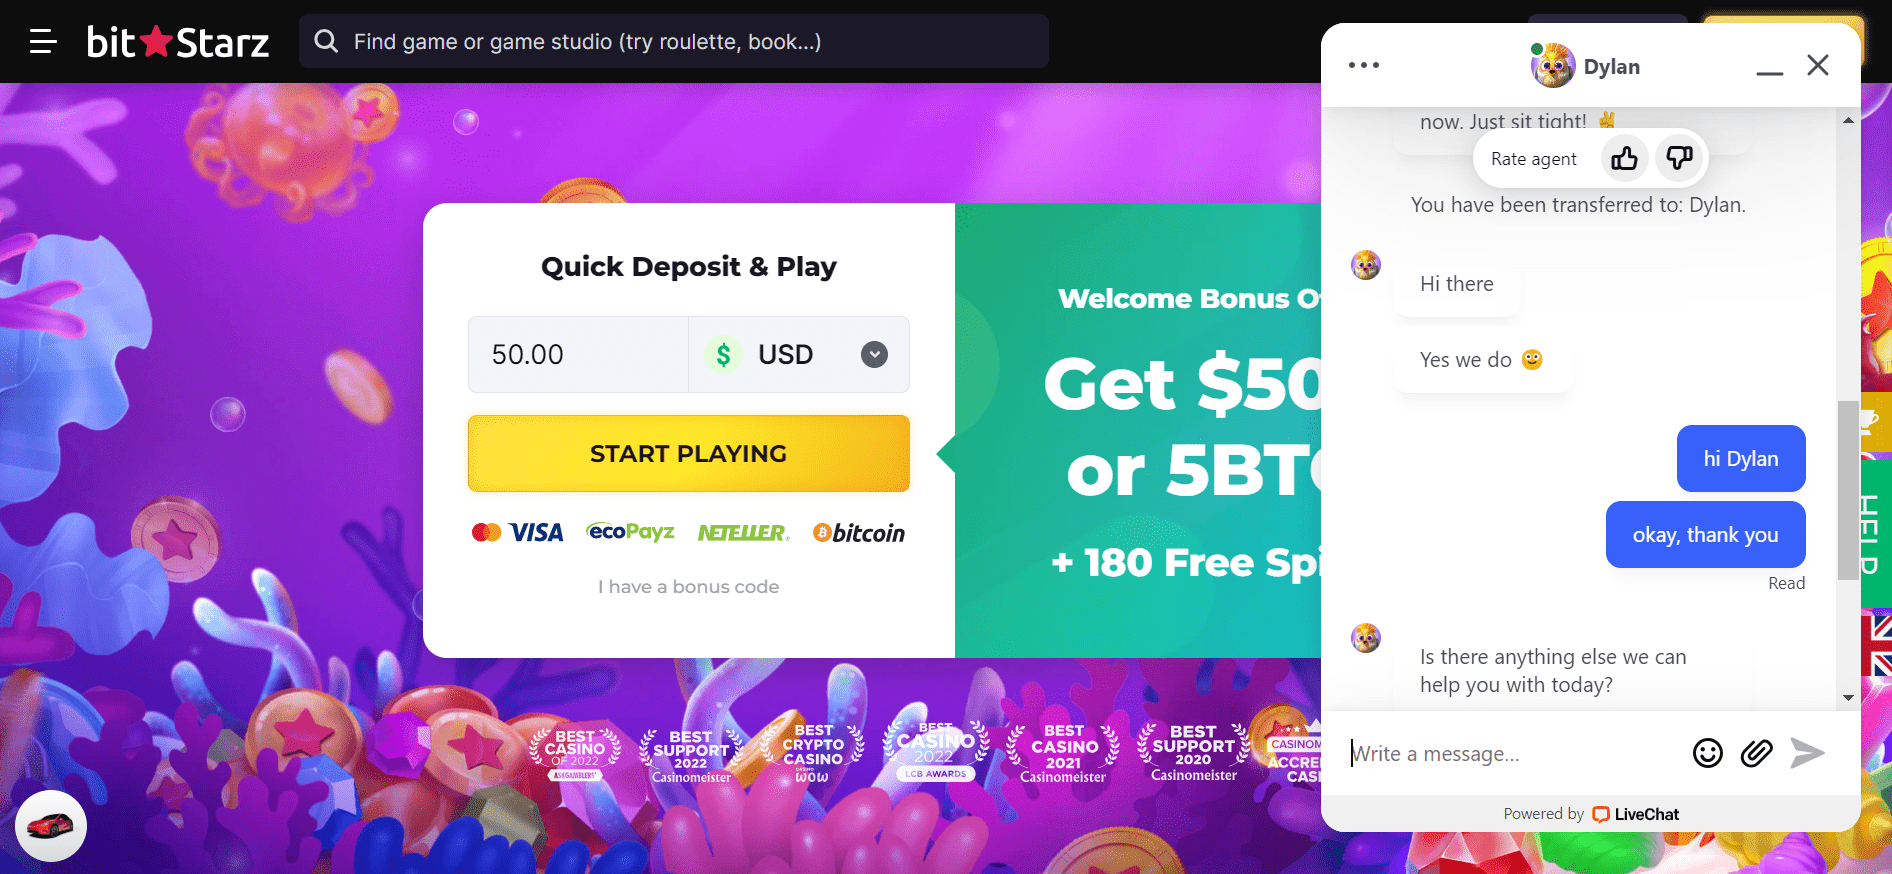 bit★Starz
Find game or game studio (try roulette, book...)
Quick Deposit & Play
50.00
$ USD
START PLAYING
VISA
ecoPayz
NETELLER
bitcoin
I have a bonus code
Welcome Bonus
Get $50
or 5BT
+ 180 Free Spi
BEST
CASINO
OF 2022
ASKGAMBLERS
BEST
SUPPORT
2022
Casinomeister
BEST
CRYPTO
CASINO
CASINO
WOW
BEST
CASINO
2022
LCB AWARDS
BEST
CASINO
2021
Casinomeister
BEST
SUPPORT
2020
Casinomeister
CASINOM
ACCRE
CAS
Dylan
now. Just sit tight! ✌
Rate agent
You have been transferred to: Dylan.
Hi there
Yes we do 🙂
hi Dylan
okay, thank you
Read
Is there anything else we can
help you with today?
Write a message...
Powered by LiveChat
HELP